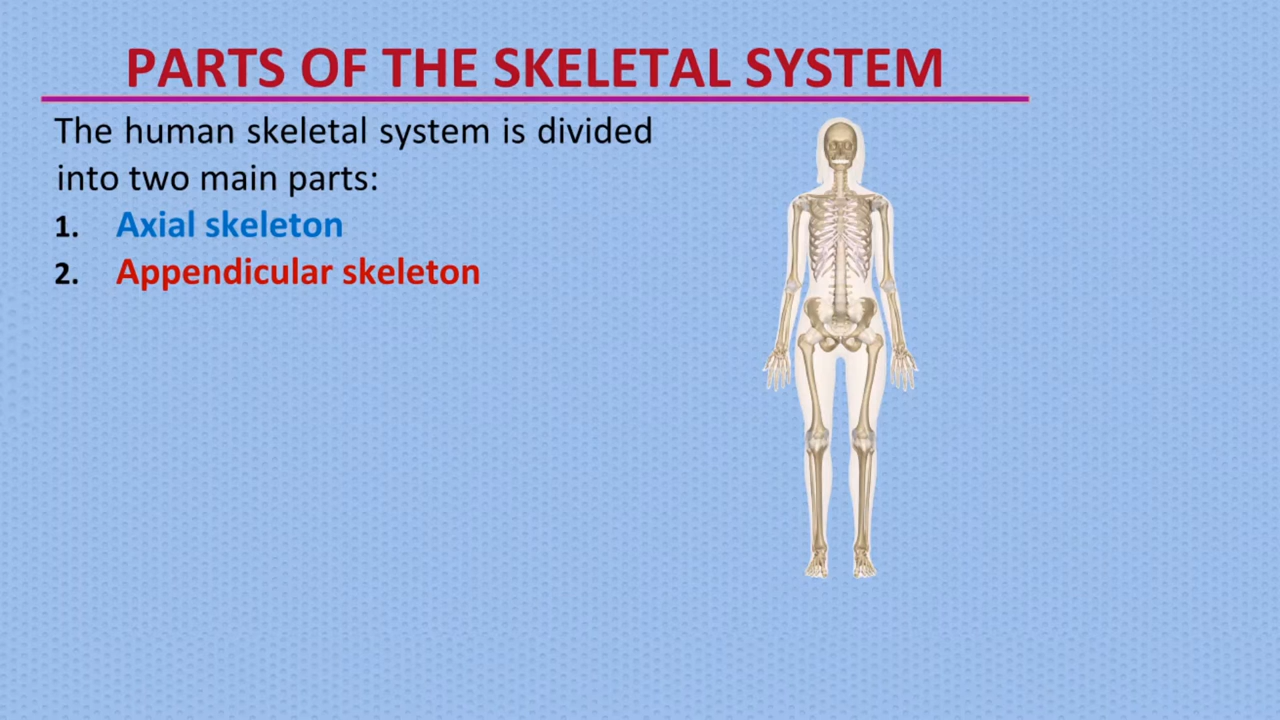 PARTS OF THE SKELETAL SYSTEM
The human skeletal system is divided
into two main parts:
1. Axial skeleton
2. Appendicular skeleton